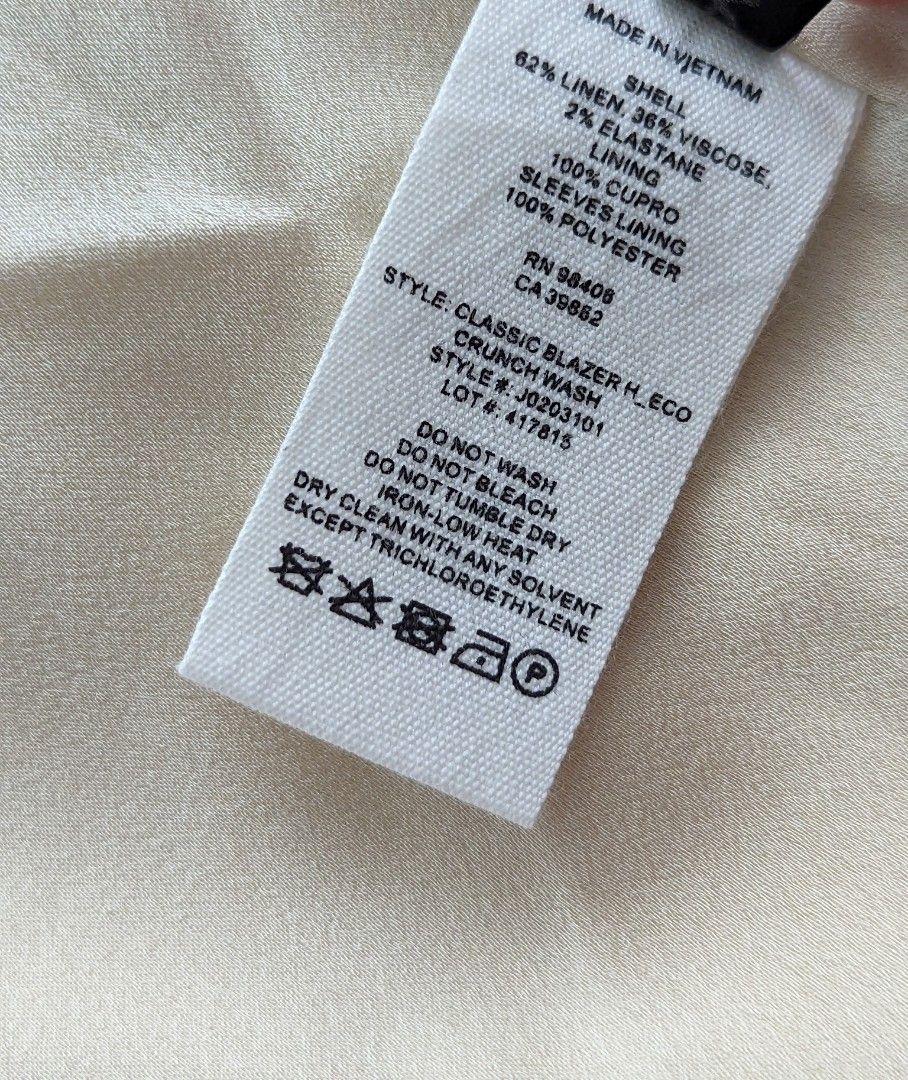 MADE IN VIETNAM
SHELL
62% LINEN, 36% VISCOSE,
2% ELASTANE
LINING
100% CUPRO
SLEEVES LINING
100% POLYESTER
RN 98406
CA 39652
STYLE: CLASSIC BLAZER H_ECO
CRUNCH WASH
STYLE #: J0203101
LOT #: 417815
DO NOT WASH
DO NOT BLEACH
DO NOT TUMBLE DRY
IRON-LOW HEAT
DRY CLEAN WITH ANY SOLVENT
EXCEPT TRICHLOROETHYLENE
P